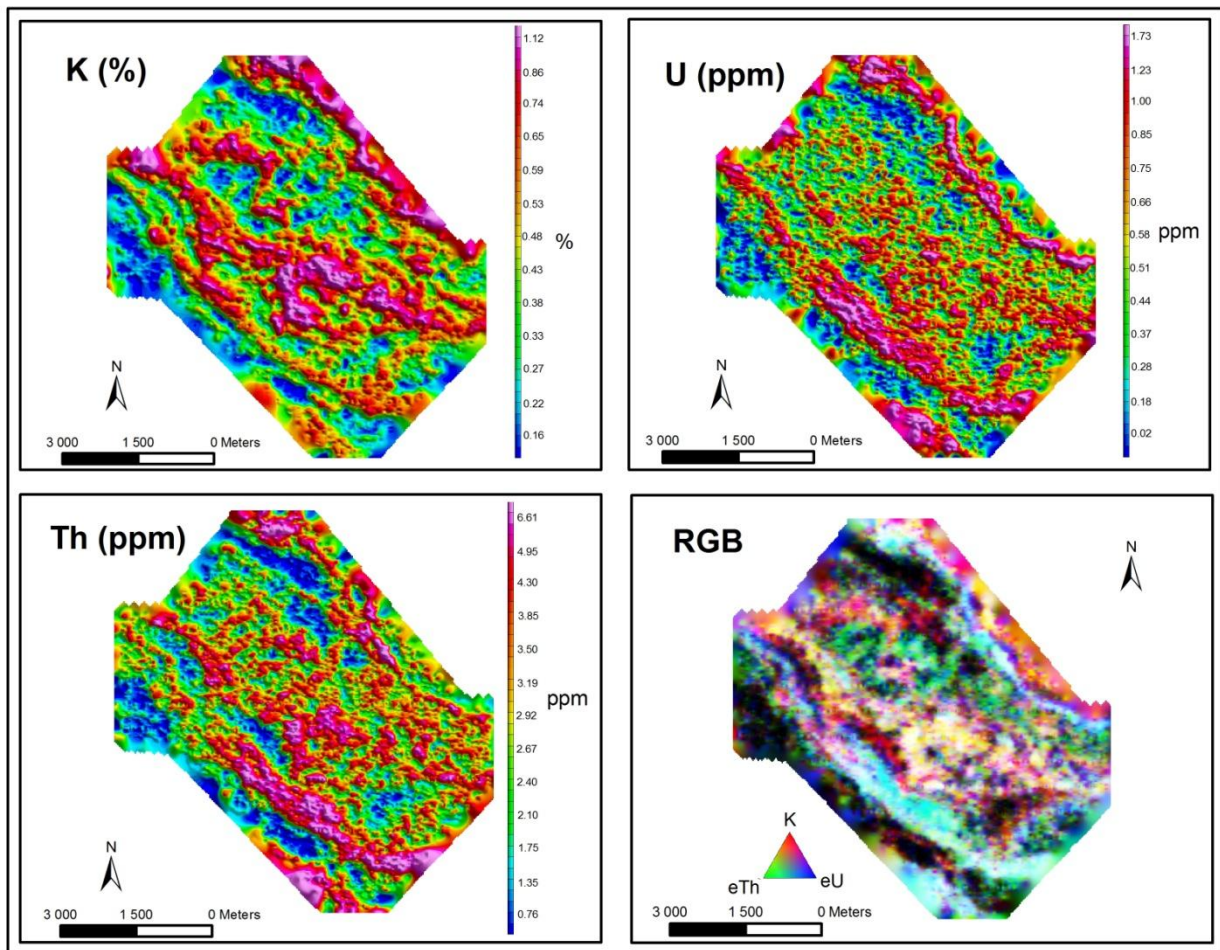 K (%)
1.12
0.86
0.74
0.65
0.59
0.53
0.48
0.43
0.38
0.33
0.27
0.22
0.16
%
N
3 000 1 500 0 Meters
U (ppm)
1.73
1.23
1.00
0.85
0.75
0.66
0.58
0.51
0.44
0.37
0.28
0.18
0.02
ppm
N
3 000 1 500 0 Meters
Th (ppm)
6.61
4.95
4.30
3.85
3.50
3.19
2.92
2.67
2.40
2.10
1.80
1.35
0.76
ppm
N
3 000 1 500 0 Meters
RGB
N
K
eTh eU
3 000 1 500 0 Meters